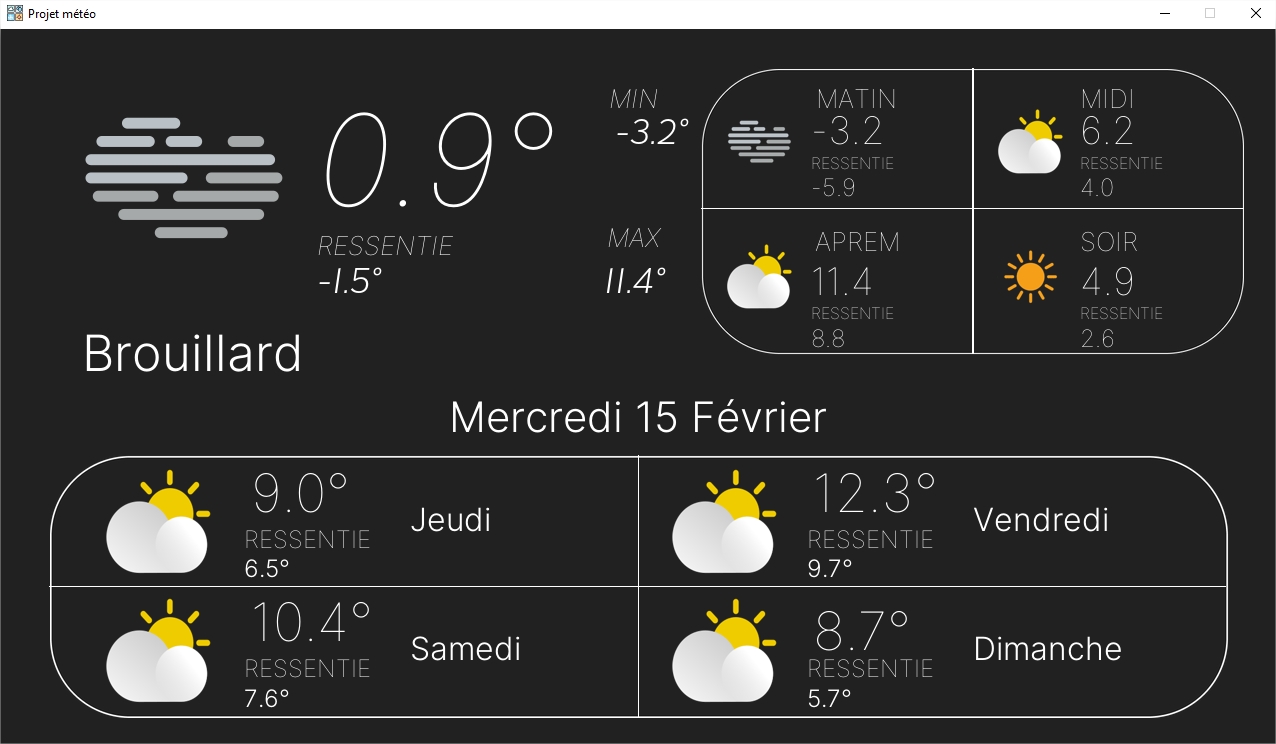 Projet météo
0.9°
RESSENTIE
-1.5°
MIN
-3.2°
MAX
11.4°
Brouillard
MATIN
-3.2
RESSENTIE
-5.9
MIDI
6.2
RESSENTIE
4.0
APREM
11.4
RESSENTIE
8.8
SOIR
4.9
RESSENTIE
2.6
Mercredi 15 Février
9.0°
RESSENTIE
6.5°
Jeudi
12.3°
RESSENTIE
9.7°
Vendredi
10.4°
RESSENTIE
7.6°
Samedi
8.7°
RESSENTIE
5.7°
Dimanche